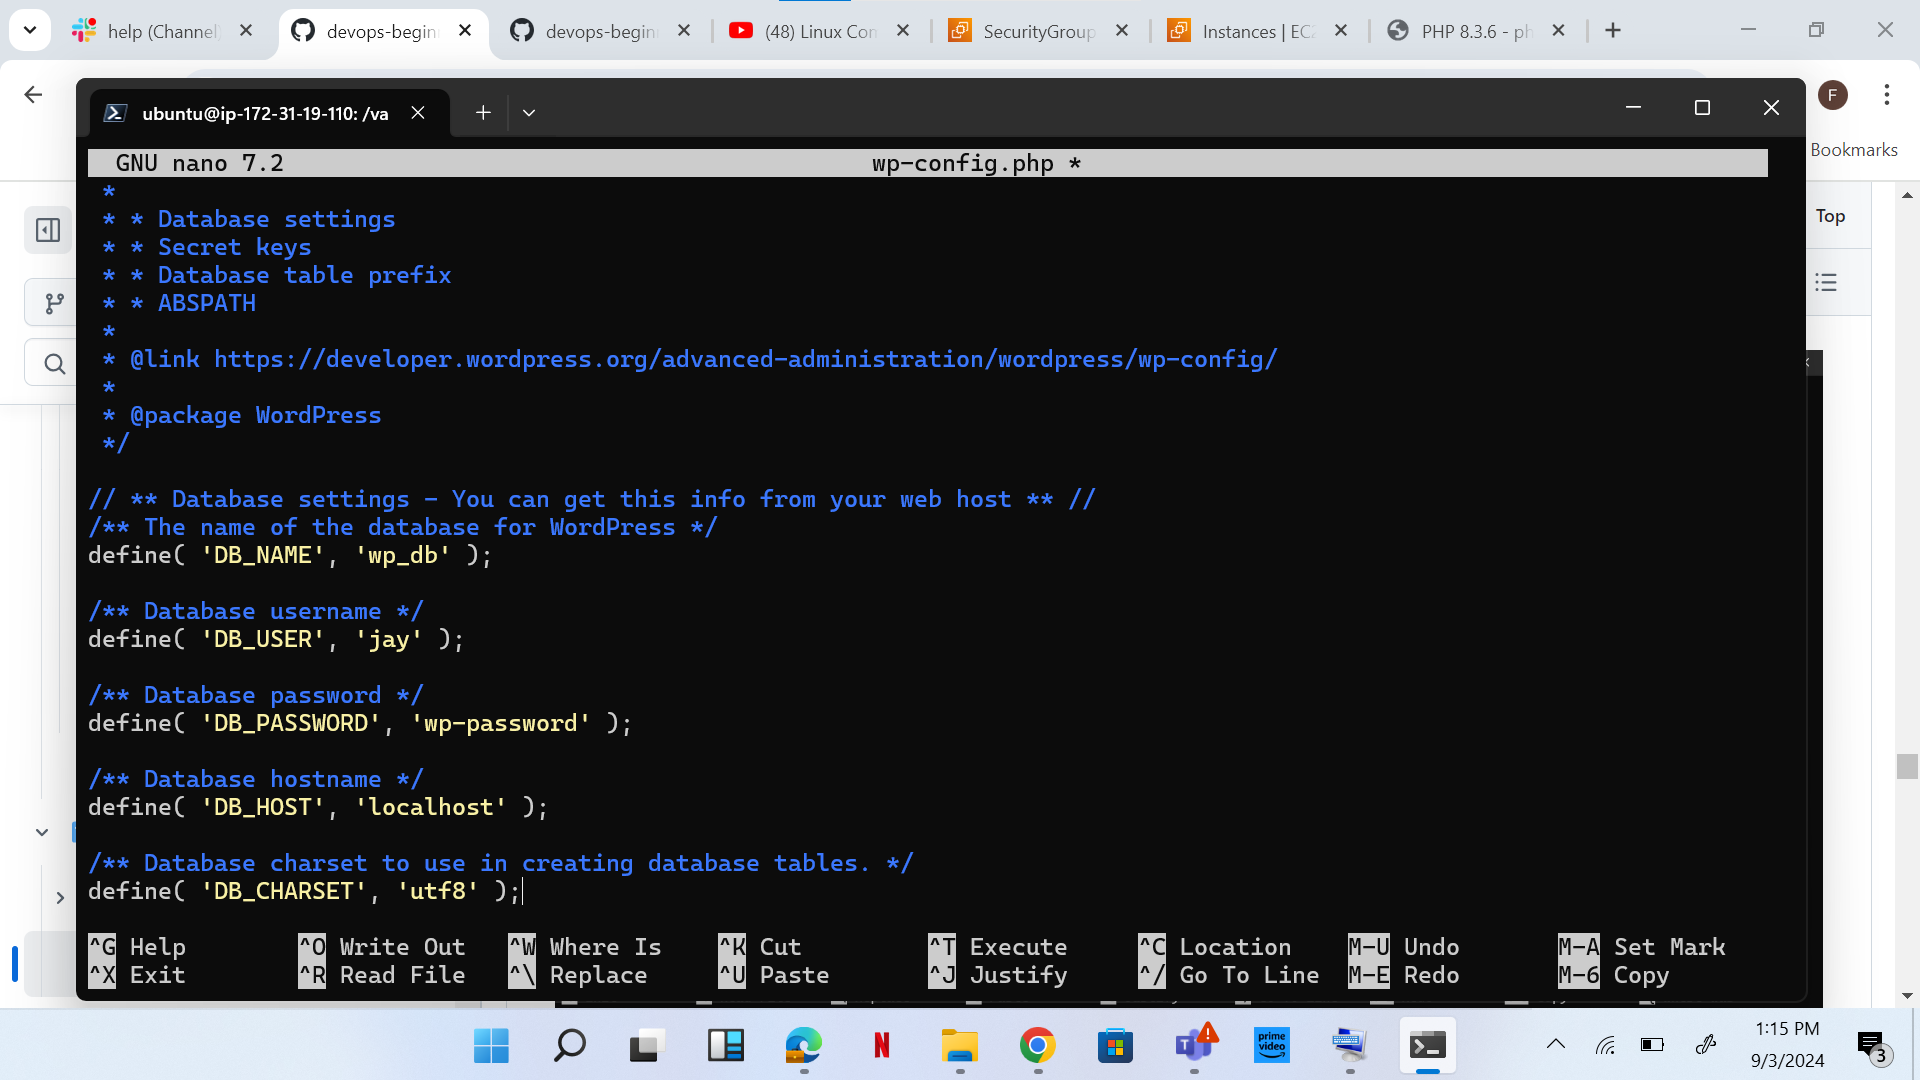 help (Channel)
devops-begin
devops-begin
(48) Linux Con
SecurityGroup
Instances | EC2
PHP 8.3.6 - ph
ubuntu@ip-172-31-19-110: /va
F
Bookmarks
Top
GNU nano 7.2 wp-config.php *
*
* * Database settings
* * Secret keys
* * Database table prefix
* * ABSPATH
*
* @link https://developer.wordpress.org/advanced-administration/wordpress/wp-config/
*
* @package WordPress
*/
// ** Database settings - You can get this info from your web host ** //
/** The name of the database for WordPress */
define( 'DB_NAME', 'wp_db' );
/** Database username */
define( 'DB_USER', 'jay' );
/** Database password */
define( 'DB_PASSWORD', 'wp-password' );
/** Database hostname */
define( 'DB_HOST', 'localhost' );
/** Database charset to use in creating database tables. */
define( 'DB_CHARSET', 'utf8' );
^G Help ^O Write Out ^W Where Is ^K Cut ^T Execute ^C Location M-U Undo M-A Set Mark
^X Exit ^R Read File ^\ Replace ^U Paste ^J Justify ^/ Go To Line M-E Redo M-6 Copy
prime video
1:15 PM
9/3/2024
3